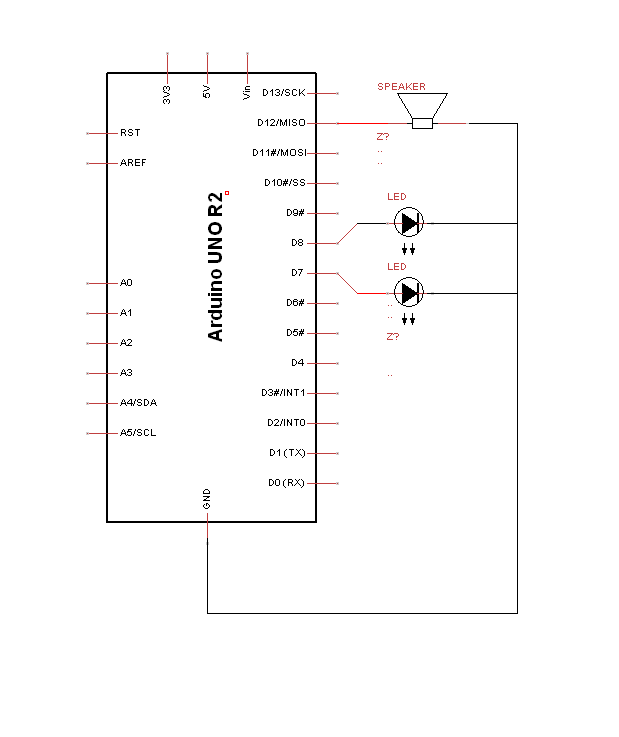 3V3
5V
Vin
D13/SCK
SPEAKER
D12/MISO
RST
Z?
D11#/MOSI
..
AREF
..
D10#/SS
LED
D9#
Arduino UNO R2
D8
LED
D7
A0
D6#
..
A1
..
D5#
Z?
A2
D4
A3
..
D3#/INT1
A4/SDA
D2/INT0
A5/SCL
D1(TX)
D0(RX)
GND